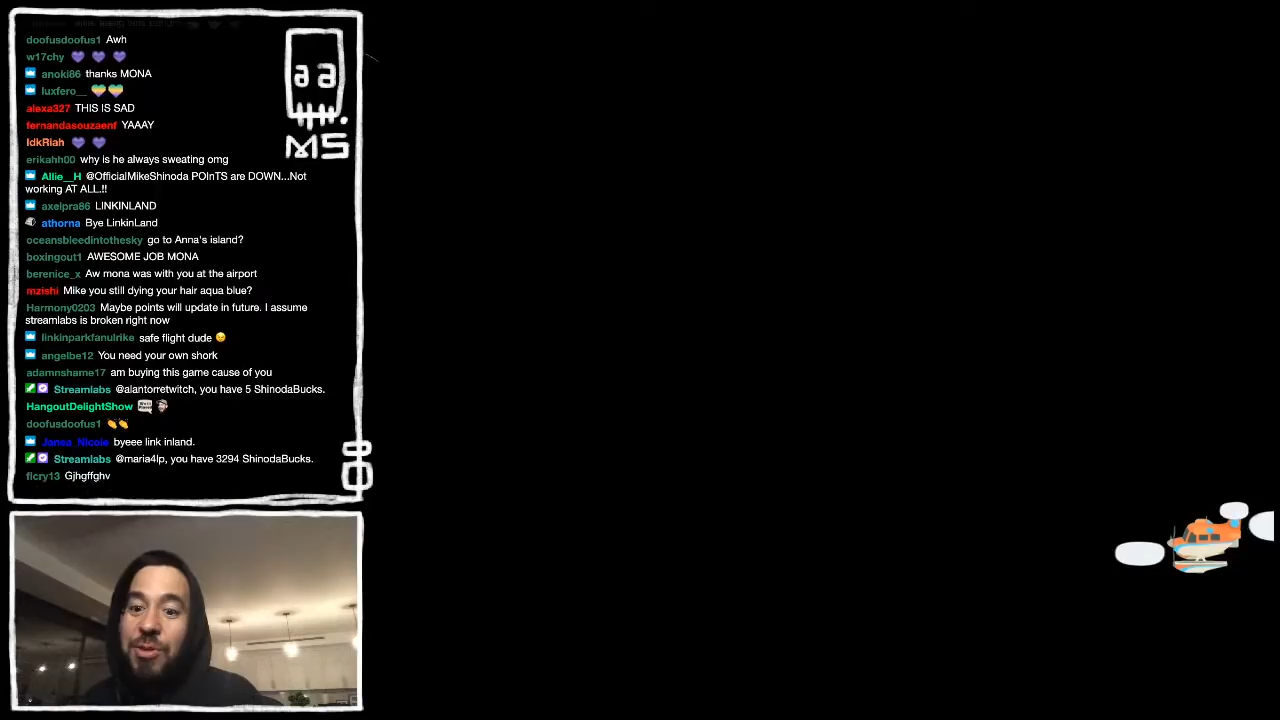 doofusdoofus1 Awh
w17chy
anoki86 thanks MONA
luxfero__
alexa327 THIS IS SAD
fernandasouzaenf YAAAY
IdkRiah
erikahh00 why is he always sweating omg
Allie__H @OfficialMikeShinoda POInTS are DOWN...Not
working AT ALL.!!
axelpra86 LINKINLAND
athorna Bye LinkinLand
oceansbleedintothesky go to Anna's island?
boxingout1 AWESOME JOB MONA
berenice_x Aw mona was with you at the airport
mzishi Mike you still dying your hair aqua blue?
Harmony0203 Maybe points will update in future. I assume
streamlabs is broken right now
linkinparkfanulrike safe flight dude
angelbe12 You need your own shork
adamnshame17 am buying this game cause of you
Streamlabs @alantorretwitch, you have 5 ShinodaBucks.
HangoutDelightShow
doofusdoofus1
Janea_Nicole byeee link inland.
Streamlabs @maria4lp, you have 3294 ShinodaBucks.
ficry13 Gjhgffghv
aa
MS